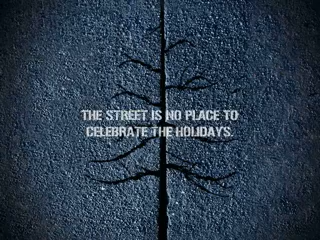 THE STREET IS NO PLACE TO
CELEBRATE THE HOLIDAYS.